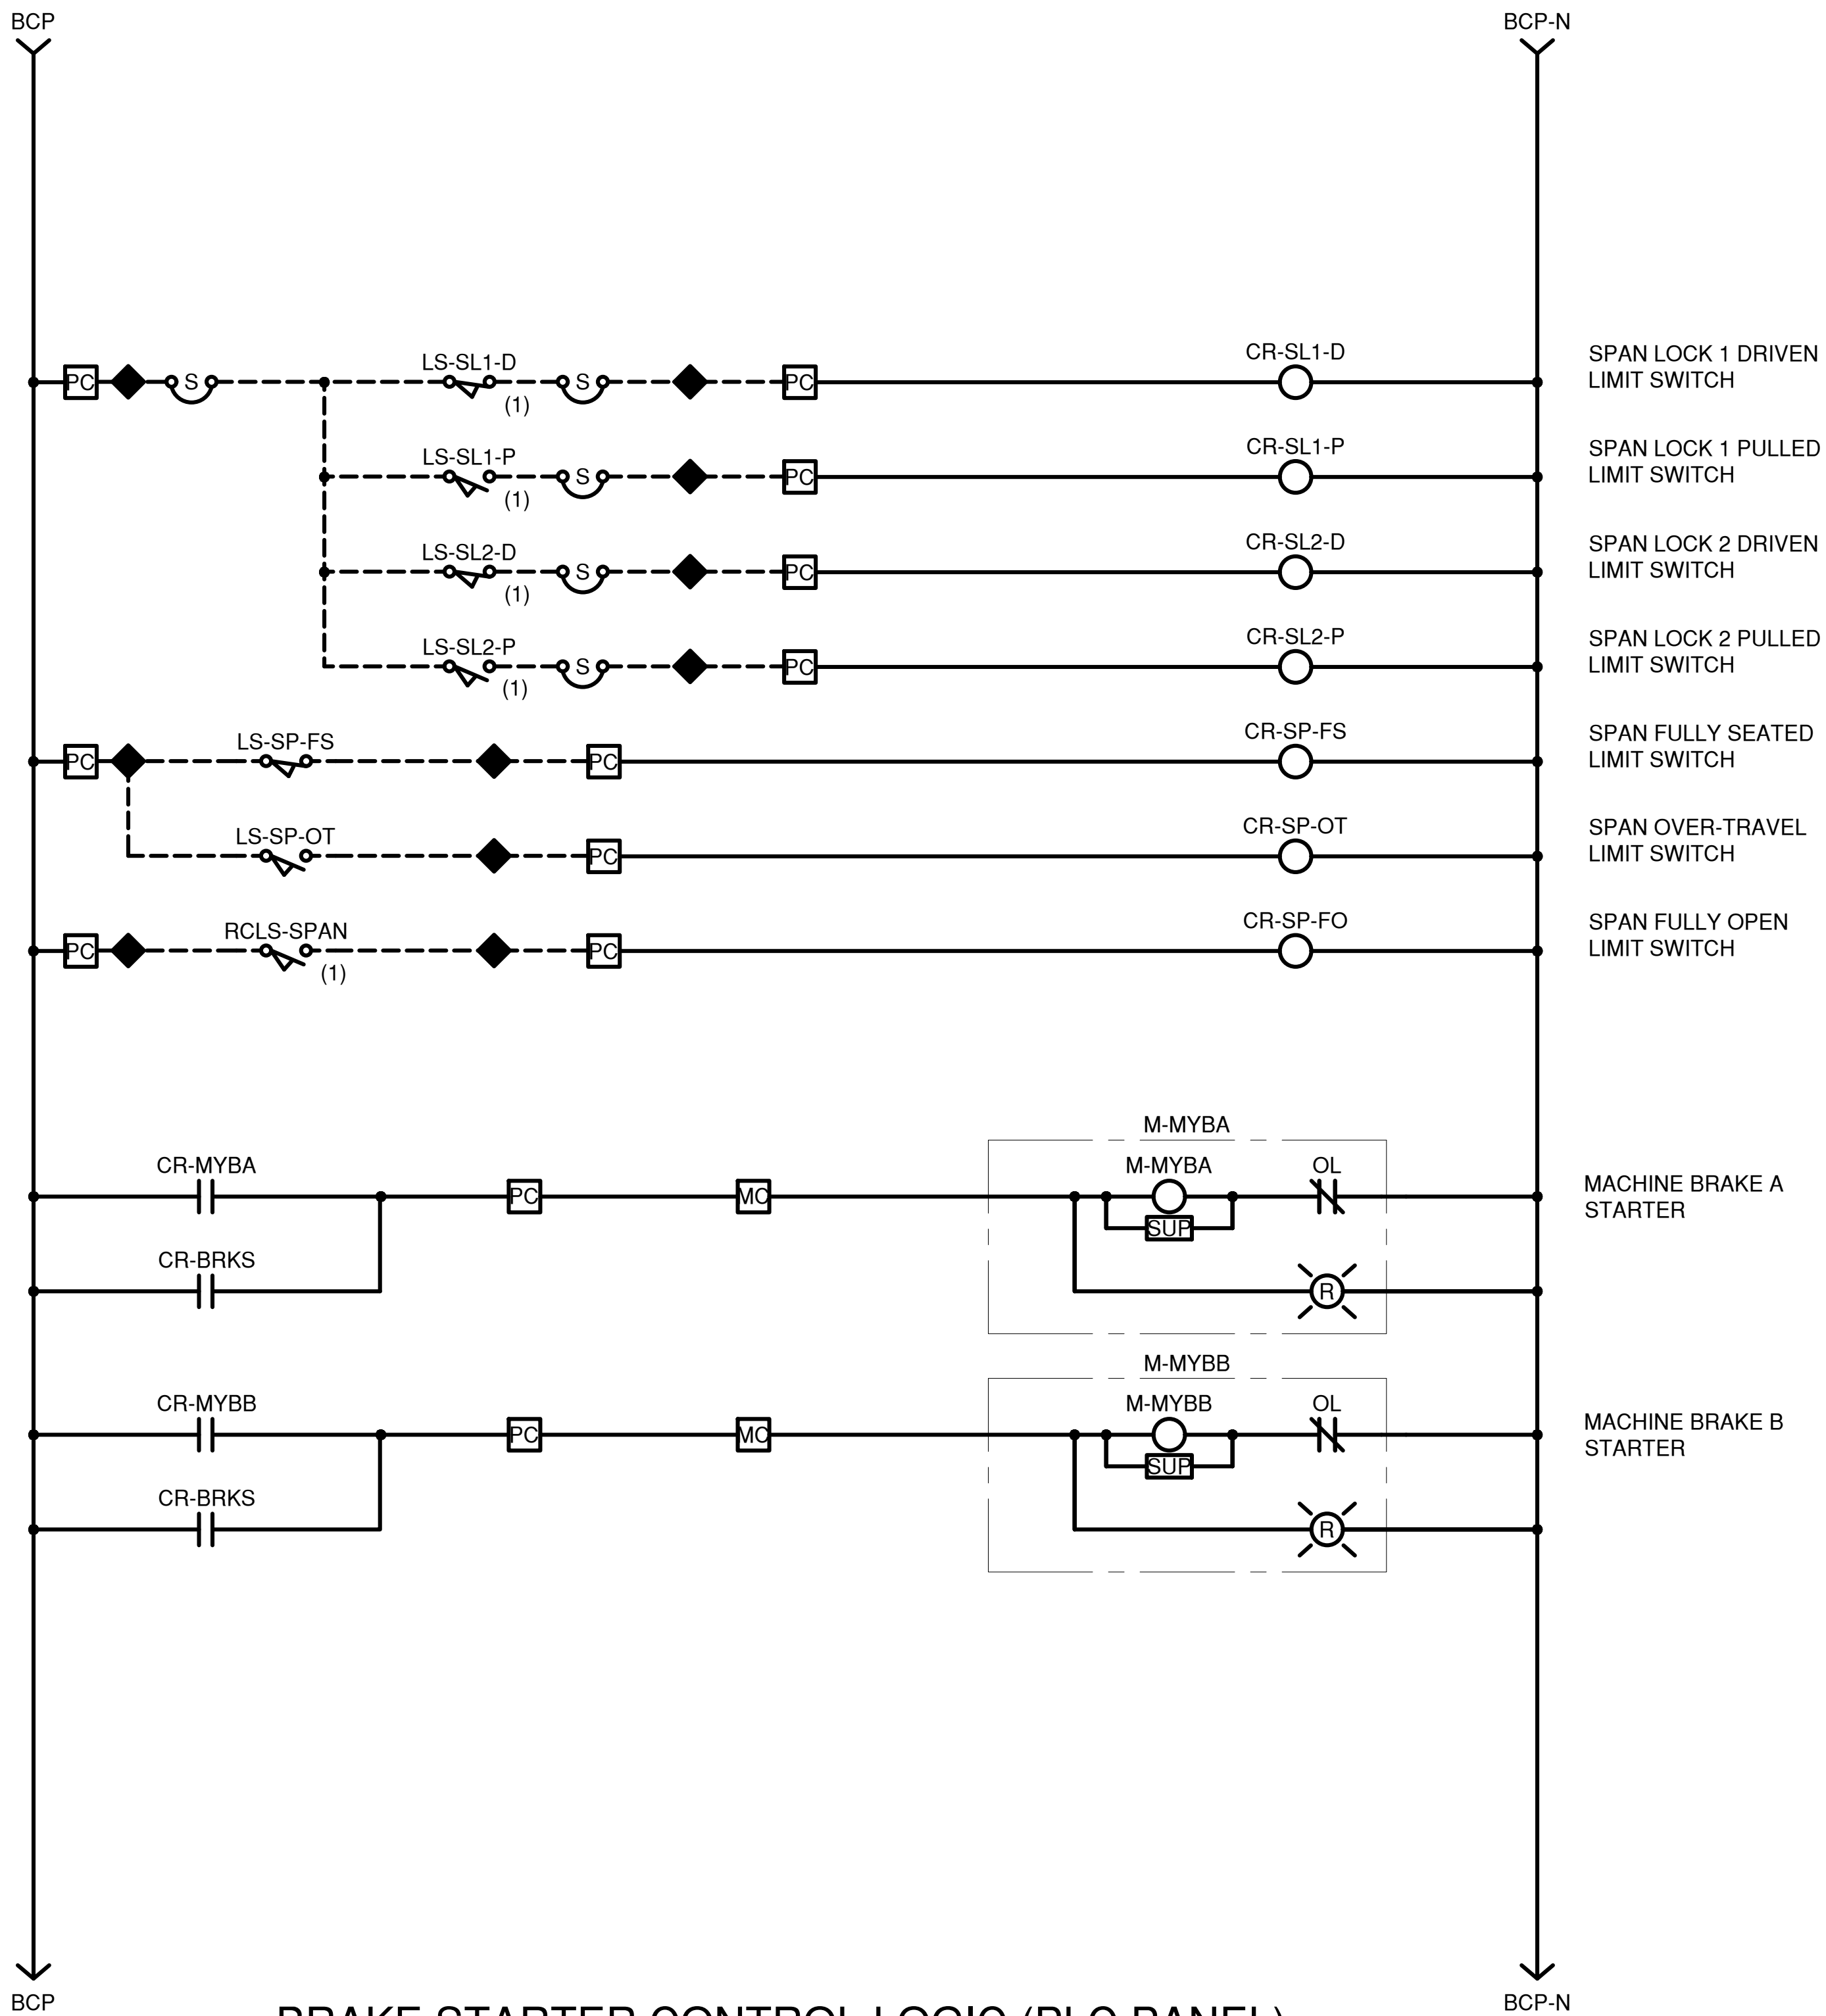 BCP BCP-N
LS-SL1-D CR-SL1-D SPAN LOCK 1 DRIVEN
PC S S PC LIMIT SWITCH
(1)
LS-SL1-P CR-SL1-P SPAN LOCK 1 PULLED
S PC LIMIT SWITCH
(1)
LS-SL2-D CR-SL2-D SPAN LOCK 2 DRIVEN
S PC LIMIT SWITCH
(1)
LS-SL2-P CR-SL2-P SPAN LOCK 2 PULLED
S PC LIMIT SWITCH
(1)
LS-SP-FS CR-SP-FS SPAN FULLY SEATED
PC PC LIMIT SWITCH
LS-SP-OT CR-SP-OT SPAN OVER-TRAVEL
PC LIMIT SWITCH
RCLS-SPAN CR-SP-FO SPAN FULLY OPEN
PC PC LIMIT SWITCH
(1)
M-MYBA
CR-MYBA M-MYBA OL MACHINE BRAKE A
PC MC STARTER
SUP
CR-BRKS
R
M-MYBB
CR-MYBB M-MYBB OL MACHINE BRAKE B
PC MC STARTER
SUP
CR-BRKS
R
BCP BCP-N
BRAKE STARTER CONTROL LOGIC (PLC PANEL)